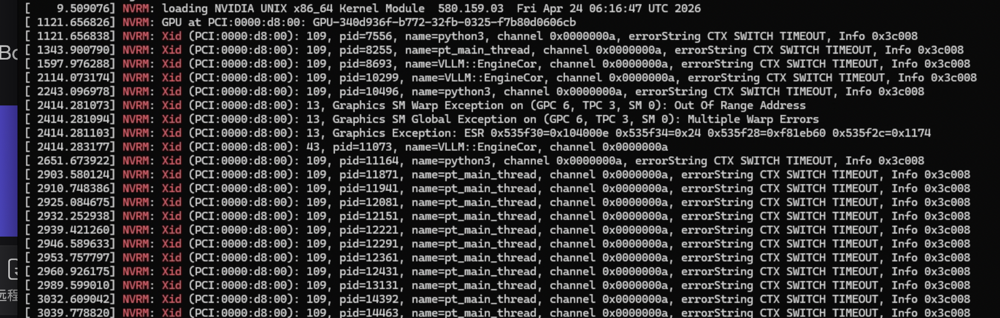 [    9.509076] NVRM: loading NVIDIA UNIX x86_64 Kernel Module  580.159.03  Fri Apr 24 06:16:47 UTC 2026
[ 1121.656826] NVRM: GPU at PCI:0000:d8:00: GPU-340d936f-b772-32fb-0325-f7b80d0606cb
[ 1121.656838] NVRM: Xid (PCI:0000:d8:00): 109, pid=7556, name=python3, channel 0x0000000a, errorString CTX SWITCH TIMEOUT, Info 0x3c008
[ 1343.900790] NVRM: Xid (PCI:0000:d8:00): 109, pid=8255, name=pt_main_thread, channel 0x0000000a, errorString CTX SWITCH TIMEOUT, Info 0x3c008
Bo
[ 1597.976288] NVRM: Xid (PCI:0000:d8:00): 109, pid=8693, name=VLLM::EngineCor, channel 0x0000000a, errorString CTX SWITCH TIMEOUT, Info 0x3c008
[ 2114.073174] NVRM: Xid (PCI:0000:d8:00): 109, pid=10299, name=VLLM::EngineCor, channel 0x0000000a, errorString CTX SWITCH TIMEOUT, Info 0x3c008
[ 2243.096978] NVRM: Xid (PCI:0000:d8:00): 109, pid=10496, name=python3, channel 0x0000000a, errorString CTX SWITCH TIMEOUT, Info 0x3c008
[ 2414.281073] NVRM: Xid (PCI:0000:d8:00): 13, Graphics SM Warp Exception on (GPC 6, TPC 3, SM 0): Out Of Range Address
[ 2414.281094] NVRM: Xid (PCI:0000:d8:00): 13, Graphics SM Global Exception on (GPC 6, TPC 3, SM 0): Multiple Warp Errors
[ 2414.281103] NVRM: Xid (PCI:0000:d8:00): 13, Graphics Exception: ESR 0x535f30=0x104000e 0x535f34=0x24 0x535f28=0xf81eb60 0x535f2c=0x1174
[ 2414.283177] NVRM: Xid (PCI:0000:d8:00): 43, pid=11073, name=VLLM::EngineCor, channel 0x0000000a
[ 2651.673922] NVRM: Xid (PCI:0000:d8:00): 109, pid=11164, name=python3, channel 0x0000000a, errorString CTX SWITCH TIMEOUT, Info 0x3c008
[ 2903.580124] NVRM: Xid (PCI:0000:d8:00): 109, pid=11871, name=pt_main_thread, channel 0x0000000a, errorString CTX SWITCH TIMEOUT, Info 0x3c008
[ 2910.748386] NVRM: Xid (PCI:0000:d8:00): 109, pid=11941, name=pt_main_thread, channel 0x0000000a, errorString CTX SWITCH TIMEOUT, Info 0x3c008
[ 2925.084675] NVRM: Xid (PCI:0000:d8:00): 109, pid=12081, name=pt_main_thread, channel 0x0000000a, errorString CTX SWITCH TIMEOUT, Info 0x3c008
[ 2932.252938] NVRM: Xid (PCI:0000:d8:00): 109, pid=12151, name=pt_main_thread, channel 0x0000000a, errorString CTX SWITCH TIMEOUT, Info 0x3c008
[ 2939.421260] NVRM: Xid (PCI:0000:d8:00): 109, pid=12221, name=pt_main_thread, channel 0x0000000a, errorString CTX SWITCH TIMEOUT, Info 0x3c008
[ 2946.589633] NVRM: Xid (PCI:0000:d8:00): 109, pid=12291, name=pt_main_thread, channel 0x0000000a, errorString CTX SWITCH TIMEOUT, Info 0x3c008
[ 2953.757797] NVRM: Xid (PCI:0000:d8:00): 109, pid=12361, name=pt_main_thread, channel 0x0000000a, errorString CTX SWITCH TIMEOUT, Info 0x3c008
[ 2960.926175] NVRM: Xid (PCI:0000:d8:00): 109, pid=12431, name=pt_main_thread, channel 0x0000000a, errorString CTX SWITCH TIMEOUT, Info 0x3c008
[ 2989.599010] NVRM: Xid (PCI:0000:d8:00): 109, pid=13131, name=pt_main_thread, channel 0x0000000a, errorString CTX SWITCH TIMEOUT, Info 0x3c008
远程
[ 3032.609042] NVRM: Xid (PCI:0000:d8:00): 109, pid=14392, name=pt_main_thread, channel 0x0000000a, errorString CTX SWITCH TIMEOUT, Info 0x3c008
[ 3039.778820] NVRM: Xid (PCI:0000:d8:00): 109, pid=14463, name=pt_main_thread, channel 0x0000000a, errorString CTX SWITCH TIMEOUT, Info 0x3c008